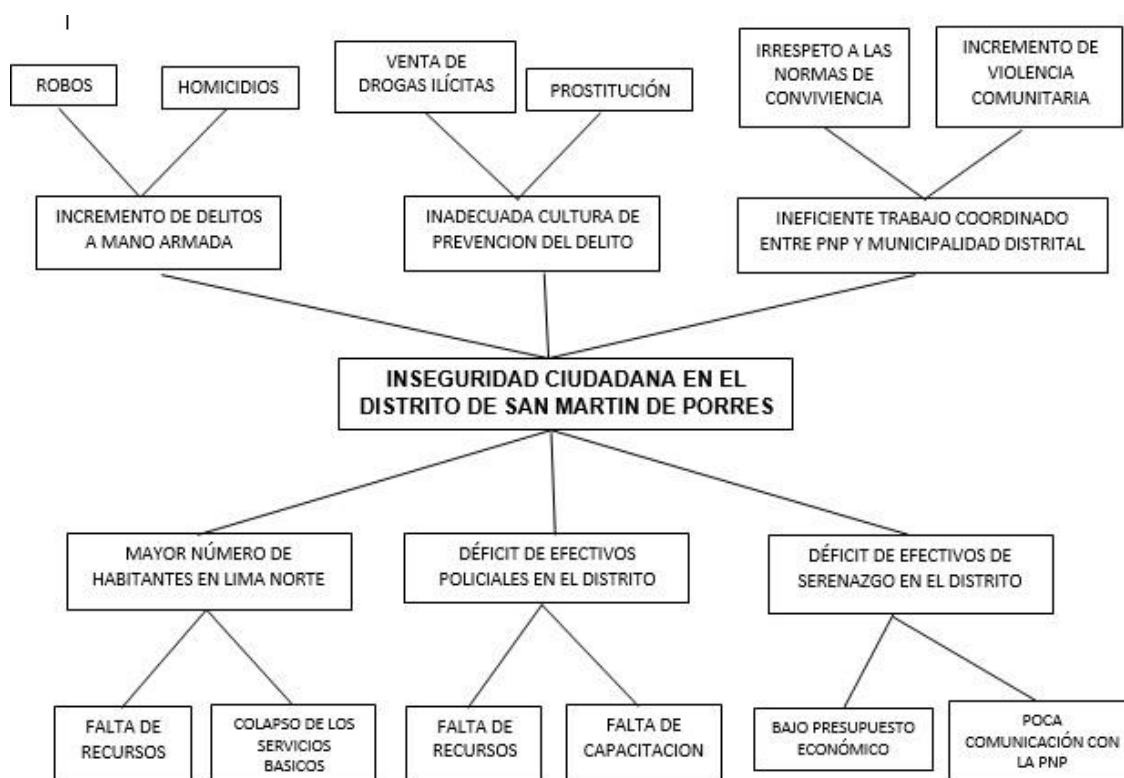 ROBOS
HOMICIDIOS
VENTA DE
DROGAS ILÍCITAS
PROSTITUCIÓN
IRRESPETO A LAS
NORMAS DE
CONVIVIENCIA
INCREMENTO DE
VIOLENCIA
COMUNITARIA
INCREMENTO DE DELITOS
A MANO ARMADA
INADECUADA CULTURA DE
PREVENCION DEL DELITO
INEFICIENTE TRABAJO COORDINADO
ENTRE PNP Y MUNICIPALIDAD DISTRITAL
INSEGURIDAD CIUDADANA EN EL
DISTRITO DE SAN MARTIN DE PORRES
MAYOR NÚMERO DE
HABITANTES EN LIMA NORTE
DÉFICIT DE EFECTIVOS
POLICIALES EN EL DISTRITO
DÉFICIT DE EFECTIVOS DE
SERENAZGO EN EL DISTRITO
FALTA DE
RECURSOS
COLAPSO DE LOS
SERVICIOS
BASICOS
FALTA DE
RECURSOS
FALTA DE
CAPACITACION
BAJO PRESUPUESTO
ECONÓMICO
POCA
COMUNICACIÓN CON
LA PNP